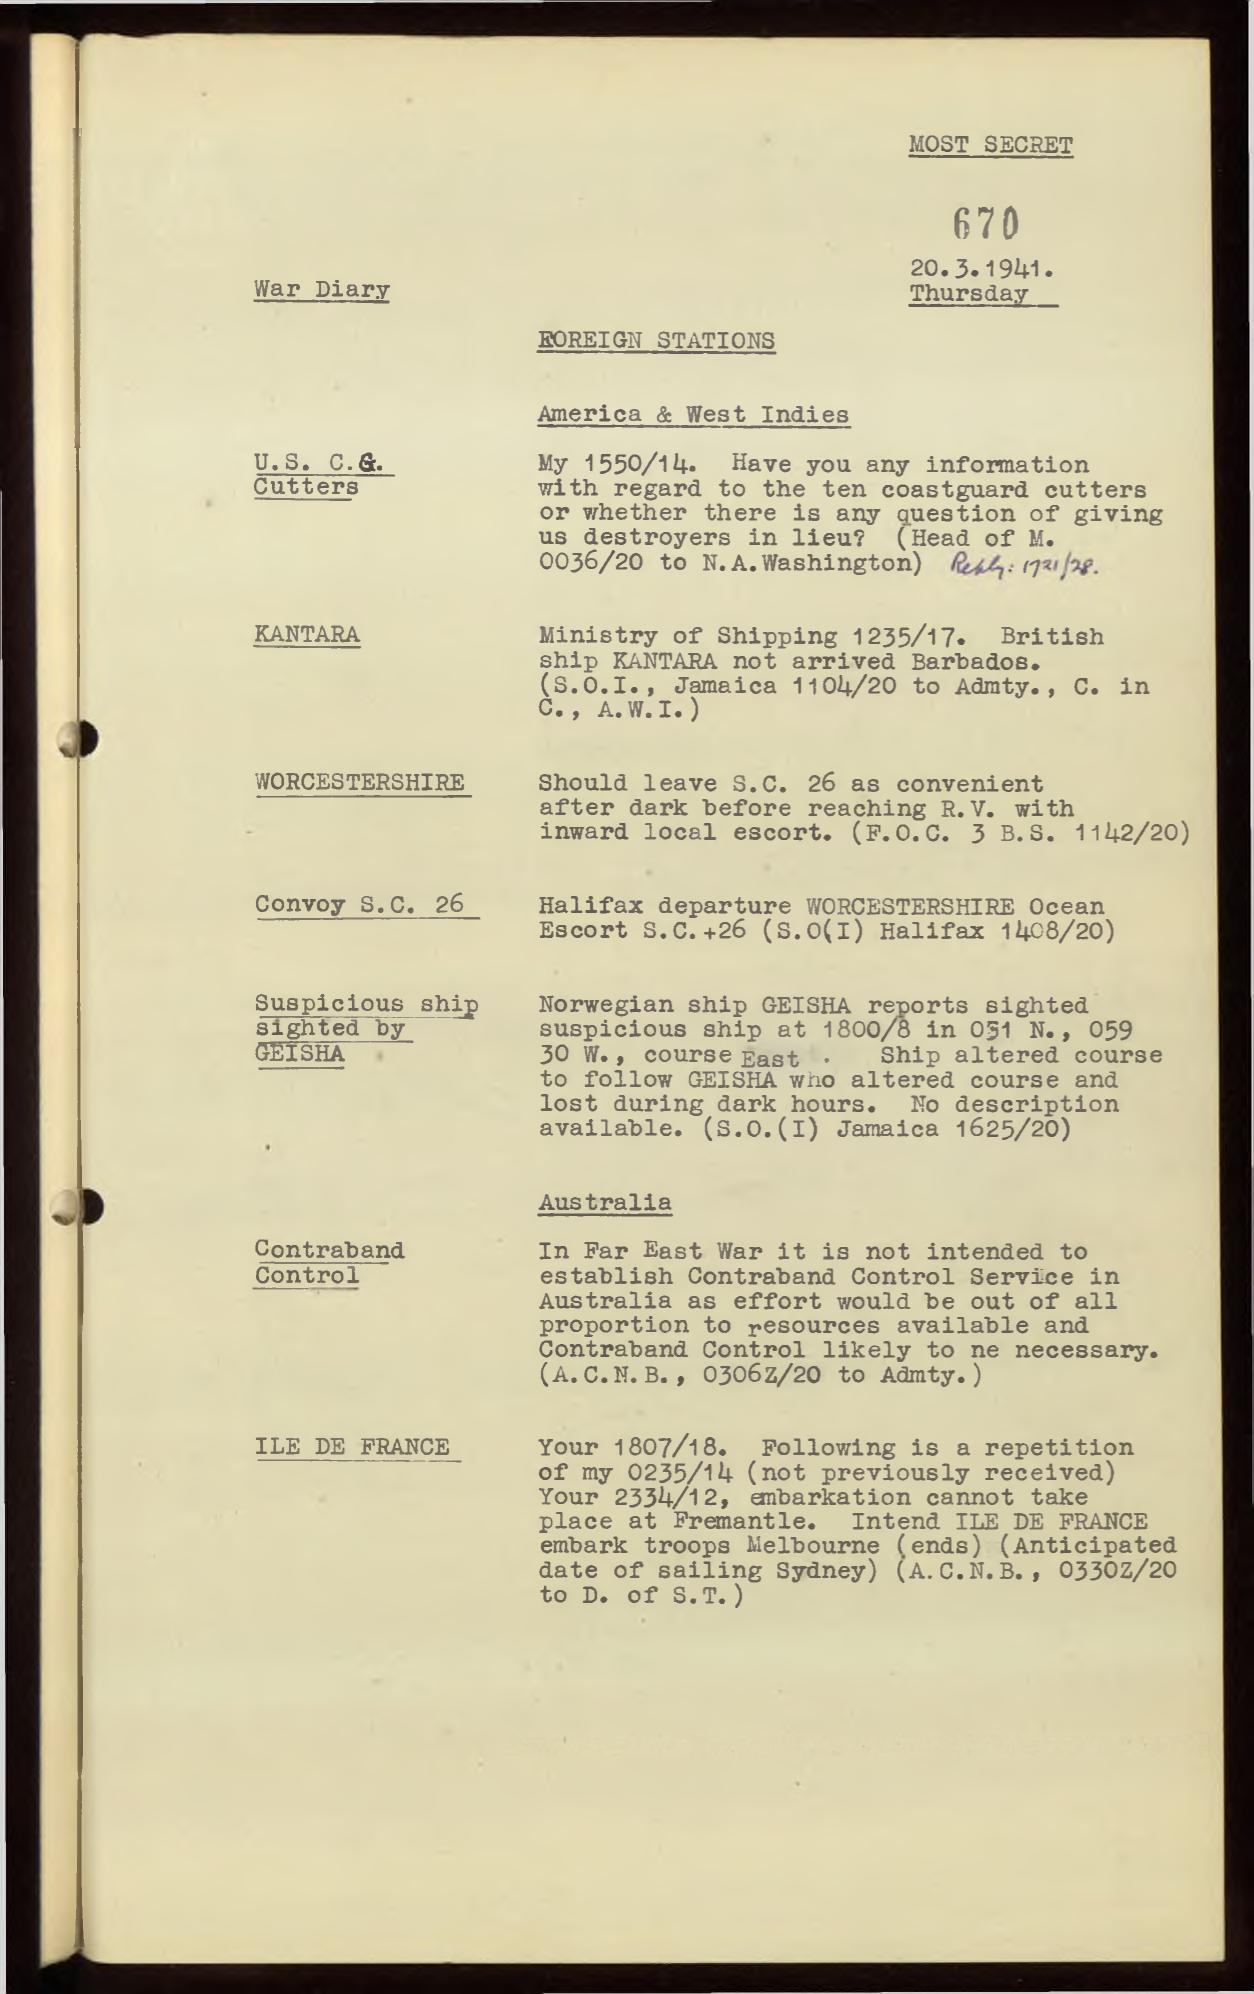 MOST SECRET
670
20.3.1941.
Thursday
War Diary
FOREIGN STATIONS
America & West Indies
U.S. C.G.
Cutters
My 1550/14. Have you any information
with regard to the ten coastguard cutters
or whether there is any question of giving
us destroyers in lieu? (Head of M.
0036/20 to N.A.Washington) Reply: 1721/28.
KANTARA
Ministry of Shipping 1235/17. British
ship KANTARA not arrived Barbados.
(S.O.I., Jamaica 1104/20 to Admty., C. in
C., A.W.I.)
WORCESTERSHIRE
Should leave S.C. 26 as convenient
after dark before reaching R.V. with
inward local escort. (F.O.C. 3 B.S. 1142/20)
Convoy S.C. 26
Halifax departure WORCESTERSHIRE Ocean
Escort S.C.+26 (S.O(I) Halifax 1408/20)
Suspicious ship
sighted by
GEISHA
Norwegian ship GEISHA reports sighted
suspicious ship at 1800/8 in 031 N., 059
30 W., course East . Ship altered course
to follow GEISHA who altered course and
lost during dark hours. No description
available. (S.O.(I) Jamaica 1625/20)
Australia
Contraband
Control
In Far East War it is not intended to
establish Contraband Control Service in
Australia as effort would be out of all
proportion to resources available and
Contraband Control likely to ne necessary.
(A.C.N.B., 0306Z/20 to Admty.)
ILE DE FRANCE
Your 1807/18. Following is a repetition
of my 0235/14 (not previously received)
Your 2334/12, embarkation cannot take
place at Fremantle. Intend ILE DE FRANCE
embark troops Melbourne (ends) (Anticipated
date of sailing Sydney) (A.C.N.B., 0330Z/20
to D. of S.T.)